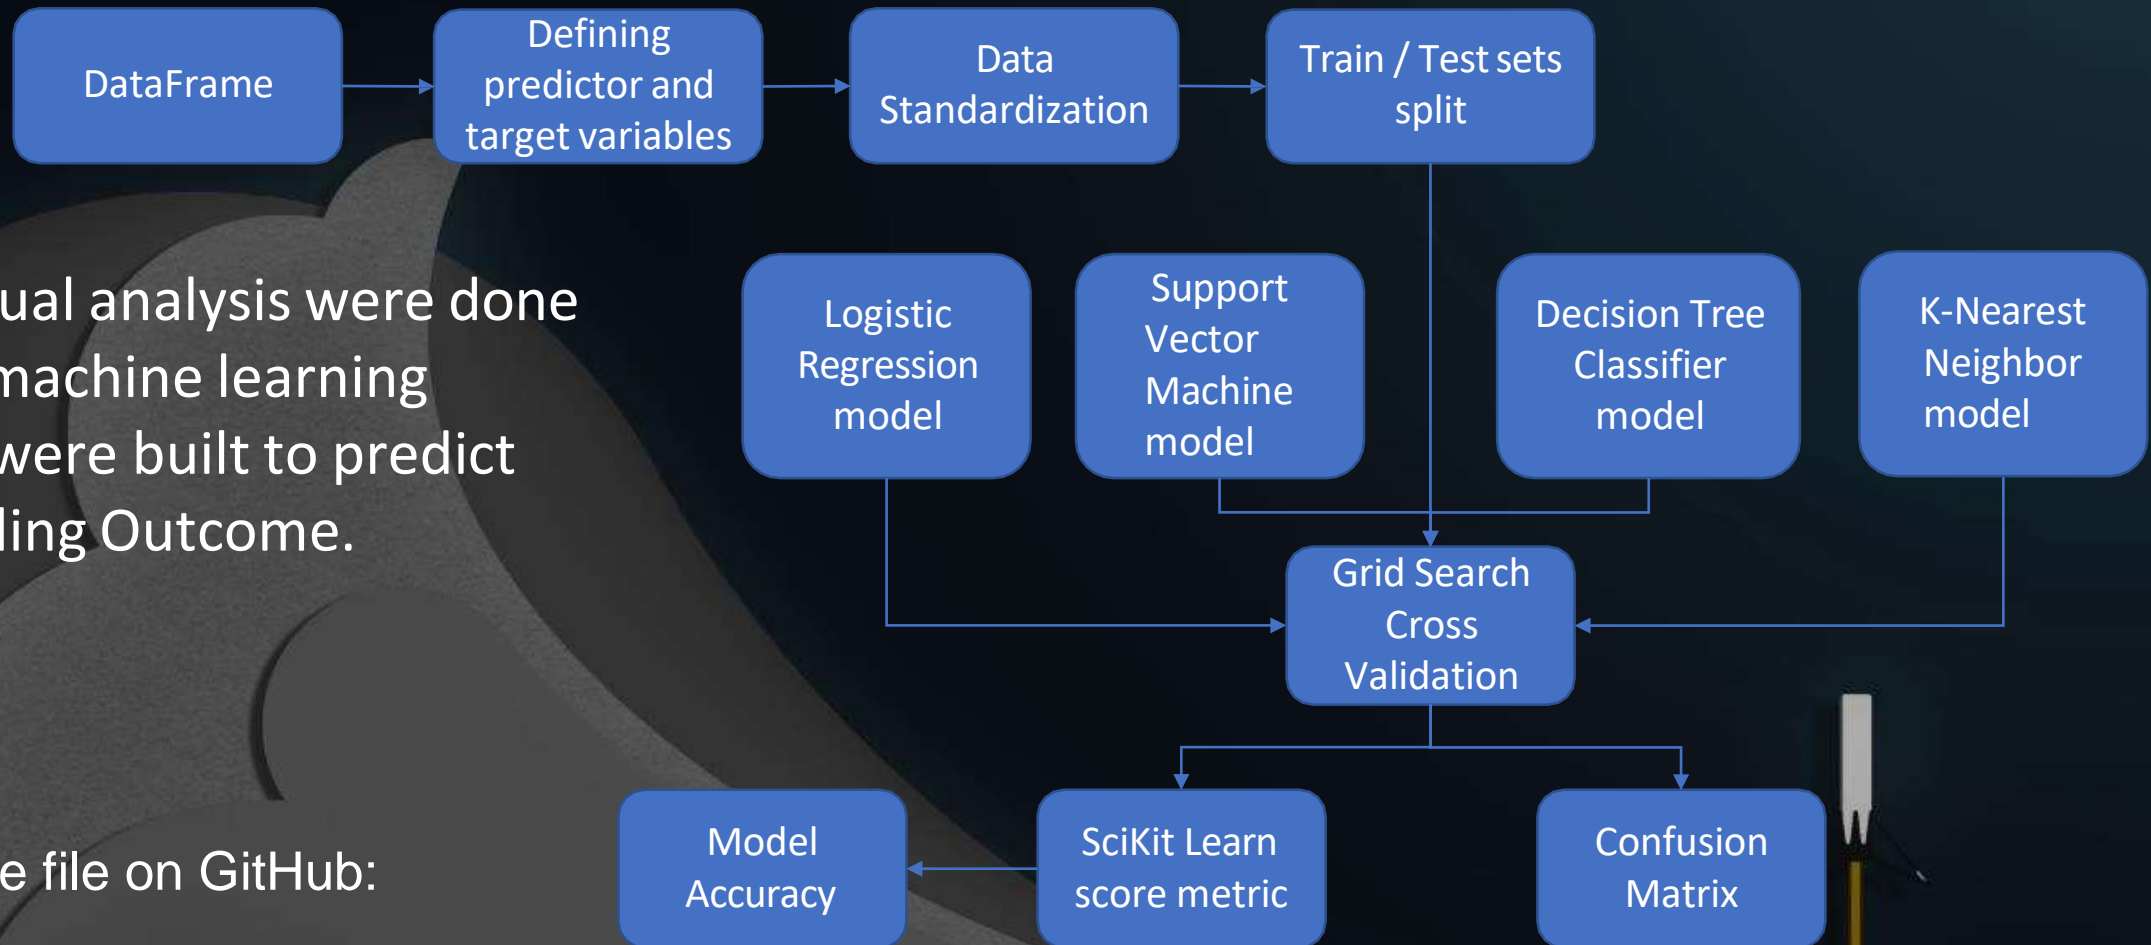 DataFrame
Defining
predictor and
target variables
Data
Standardization
Train / Test sets
split
ual analysis were done
machine learning
were built to predict
ling Outcome.
Logistic
Regression
model
Support
Vector
Machine
model
Decision Tree
Classifier
model
K-Nearest
Neighbor
model
Grid Search
Cross
Validation
e file on GitHub:
Model
Accuracy
SciKit Learn
score metric
Confusion
Matrix